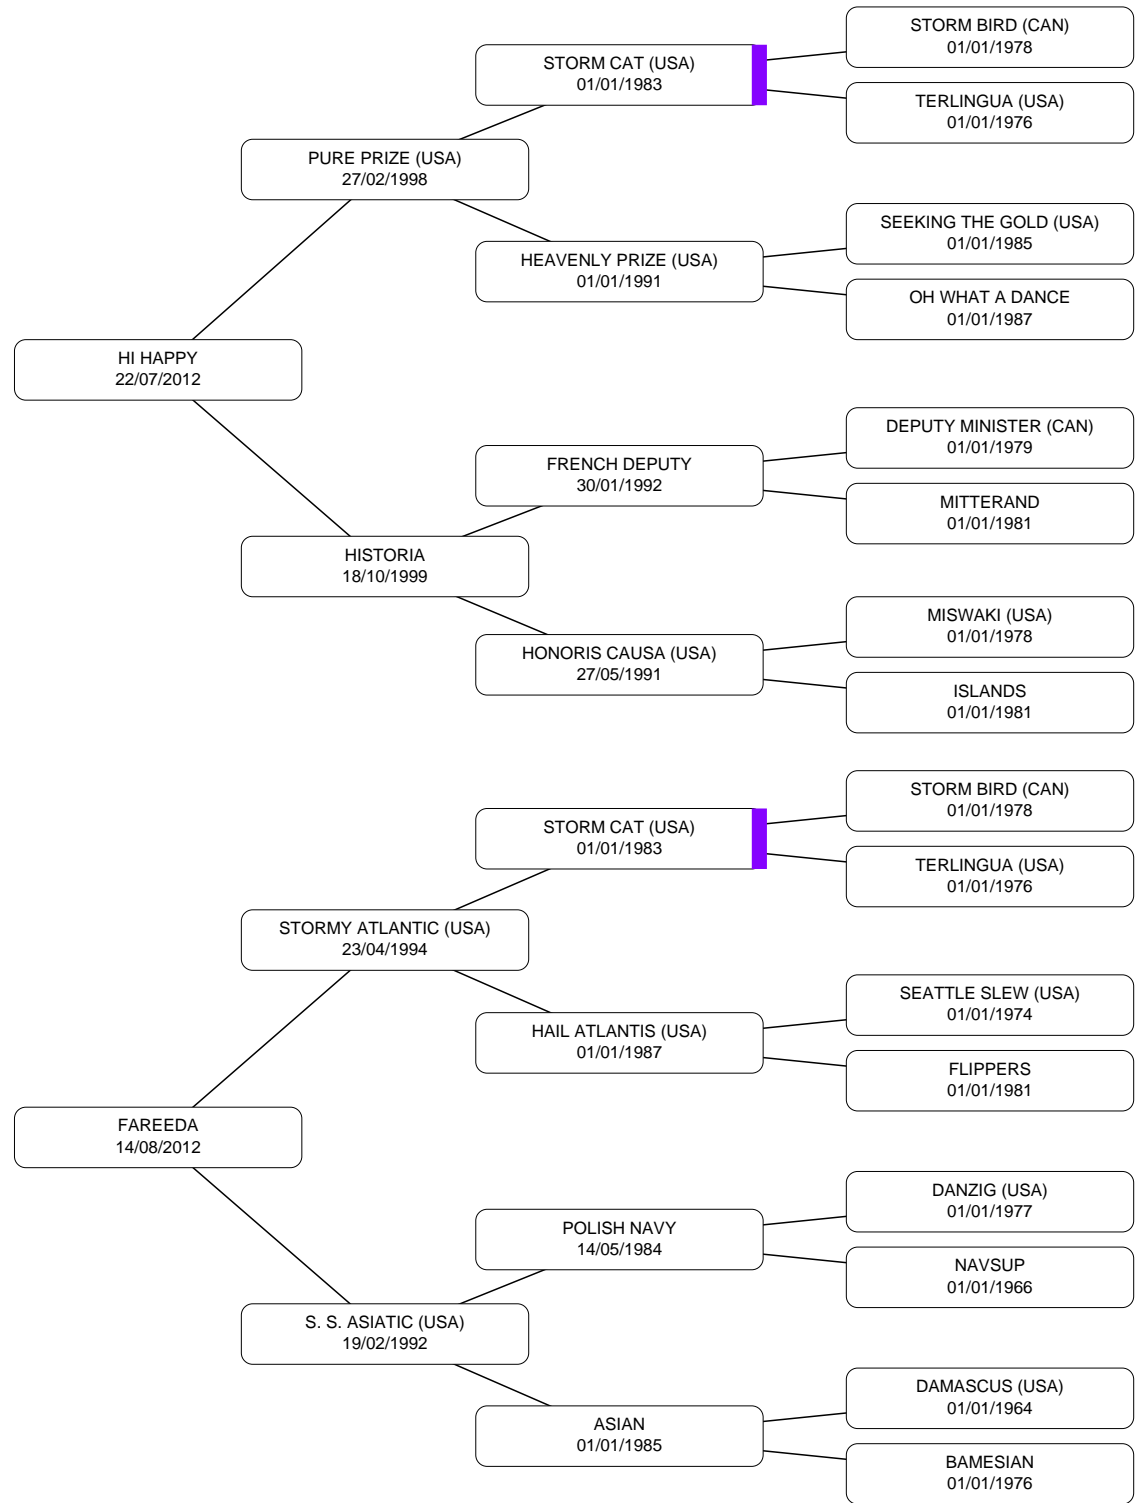 STORM BIRD (CAN)
01/01/1978
STORM CAT (USA)
01/01/1983
TERLINGUA (USA)
01/01/1976
PURE PRIZE (USA)
27/02/1998
SEEKING THE GOLD (USA)
01/01/1985
HEAVENLY PRIZE (USA)
01/01/1991
OH WHAT A DANCE
01/01/1987
HI HAPPY
22/07/2012
DEPUTY MINISTER (CAN)
01/01/1979
FRENCH DEPUTY
30/01/1992
MITTERAND
01/01/1981
HISTORIA
18/10/1999
MISWAKI (USA)
01/01/1978
HONORIS CAUSA (USA)
27/05/1991
ISLANDS
01/01/1981
STORM BIRD (CAN)
01/01/1978
STORM CAT (USA)
01/01/1983
TERLINGUA (USA)
01/01/1976
STORMY ATLANTIC (USA)
23/04/1994
SEATTLE SLEW (USA)
01/01/1974
HAIL ATLANTIS (USA)
01/01/1987
FLIPPERS
01/01/1981
FAREEDA
14/08/2012
DANZIG (USA)
01/01/1977
POLISH NAVY
14/05/1984
NAVSUP
01/01/1966
S. S. ASIATIC (USA)
19/02/1992
DAMASCUS (USA)
01/01/1964
ASIAN
01/01/1985
BAMESIAN
01/01/1976